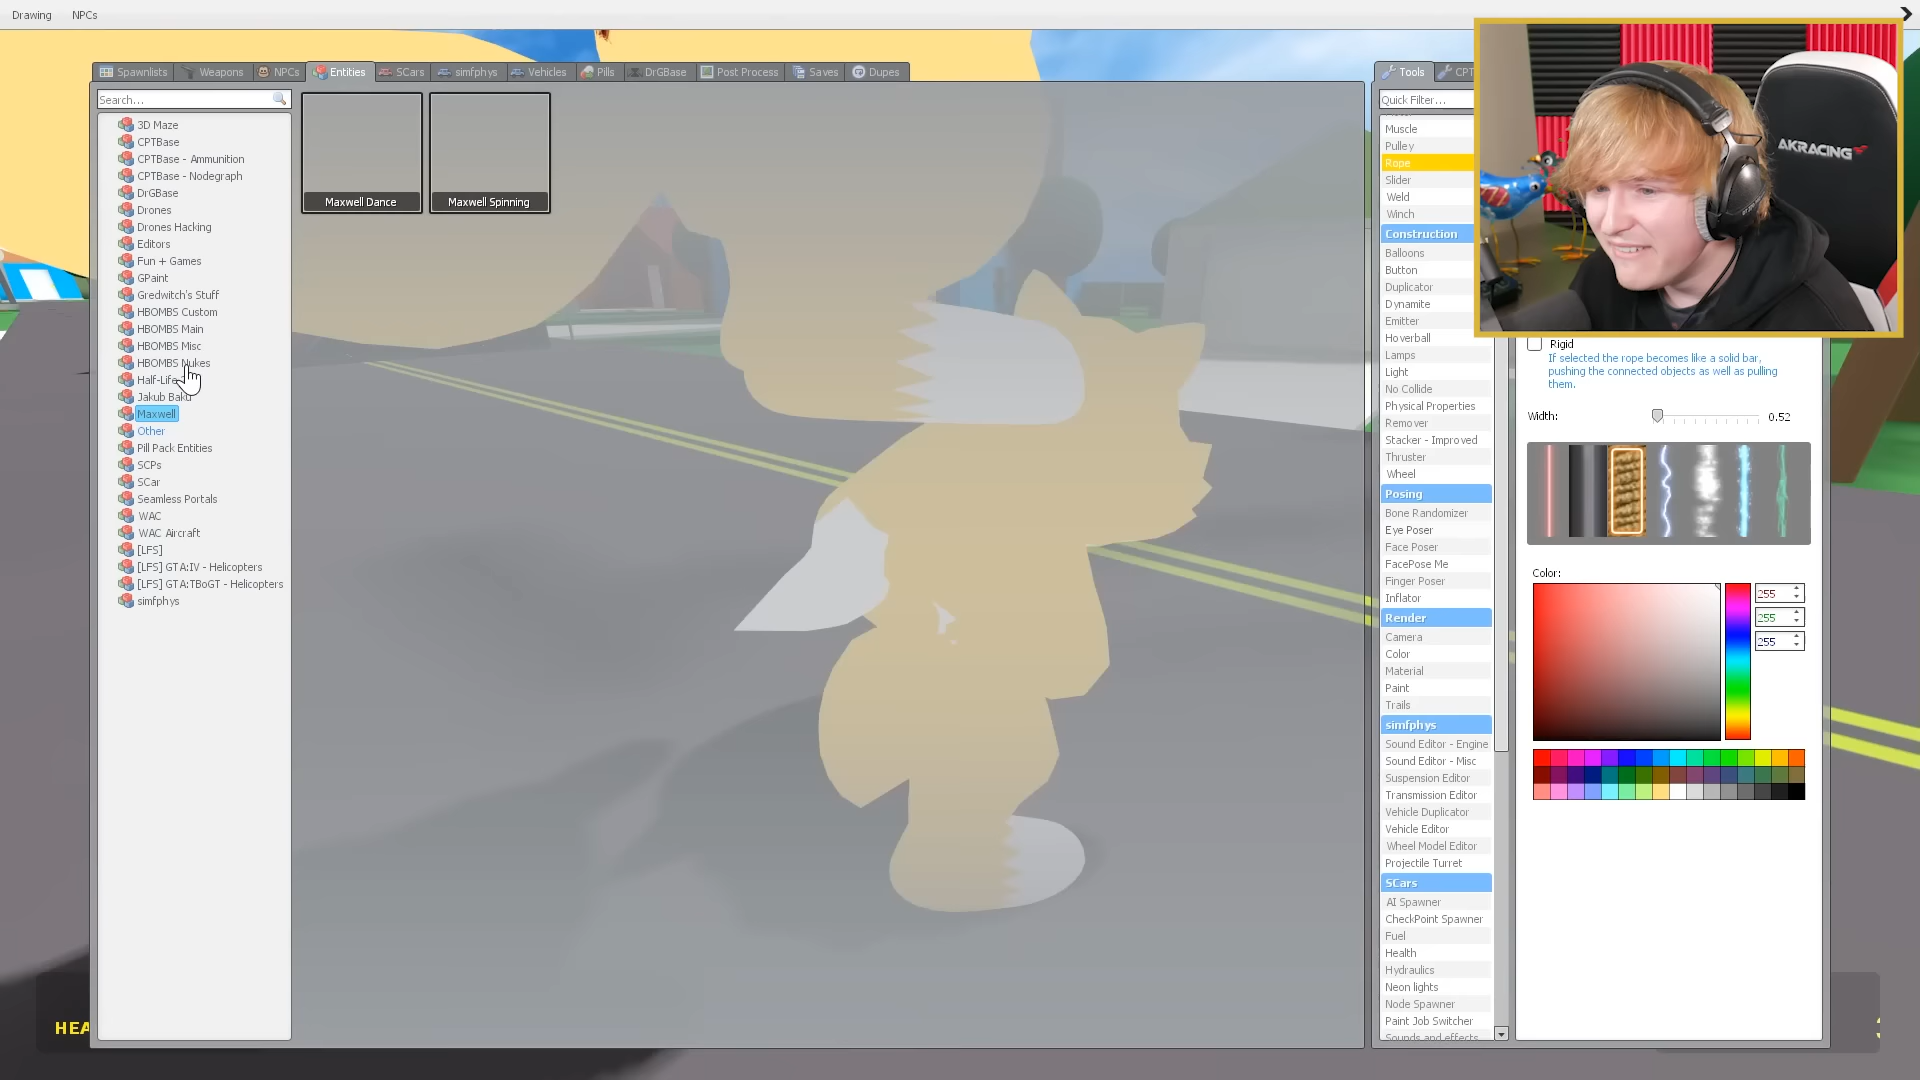 Drawing NPCs
Spawnlists Weapons NPCs Entities SCars simfphys Vehicles Pills DrGBase Post Process Saves Dupes
Search...
3D Maze
CPTBase
CPTBase - Ammunition
CPTBase - Nodegraph
DrGBase
Drones
Drones Hacking
Editors
Fun + Games
GPaint
Gredwitch's Stuff
HBOMBS Custom
HBOMBS Main
HBOMBS Misc
HBOMBS Nukes
Half-Life
Jakub Baku
Maxwell
Other
Pill Pack Entities
SCPs
SCar
Seamless Portals
WAC
WAC Aircraft
[LFS]
[LFS] GTA:IV - Helicopters
[LFS] GTA:TBoGT - Helicopters
simfphys
Maxwell Dance
Maxwell Spinning
HEA
Tools CPT
Quick Filter...
Muscle
Pulley
Rope
Slider
Weld
Winch
Construction
Balloons
Button
Duplicator
Dynamite
Emitter
Hoverball
Lamps
Light
No Collide
Physical Properties
Remover
Stacker - Improved
Thruster
Wheel
Posing
Bone Randomizer
Eye Poser
Face Poser
FacePose Me
Finger Poser
Inflator
Render
Camera
Color
Material
Paint
Trails
simfphys
Sound Editor - Engine
Sound Editor - Misc
Suspension Editor
Transmission Editor
Vehicle Duplicator
Vehicle Editor
Wheel Model Editor
Projectile Turret
SCars
AI Spawner
CheckPoint Spawner
Fuel
Health
Hydraulics
Neon lights
Node Spawner
Paint Job Switcher
Sounds and effects
AKRACING
Rigid
If selected the rope becomes like a solid bar,
pushing the connected objects as well as pulling
them.
Width: 0.52
Color:
255
255
255